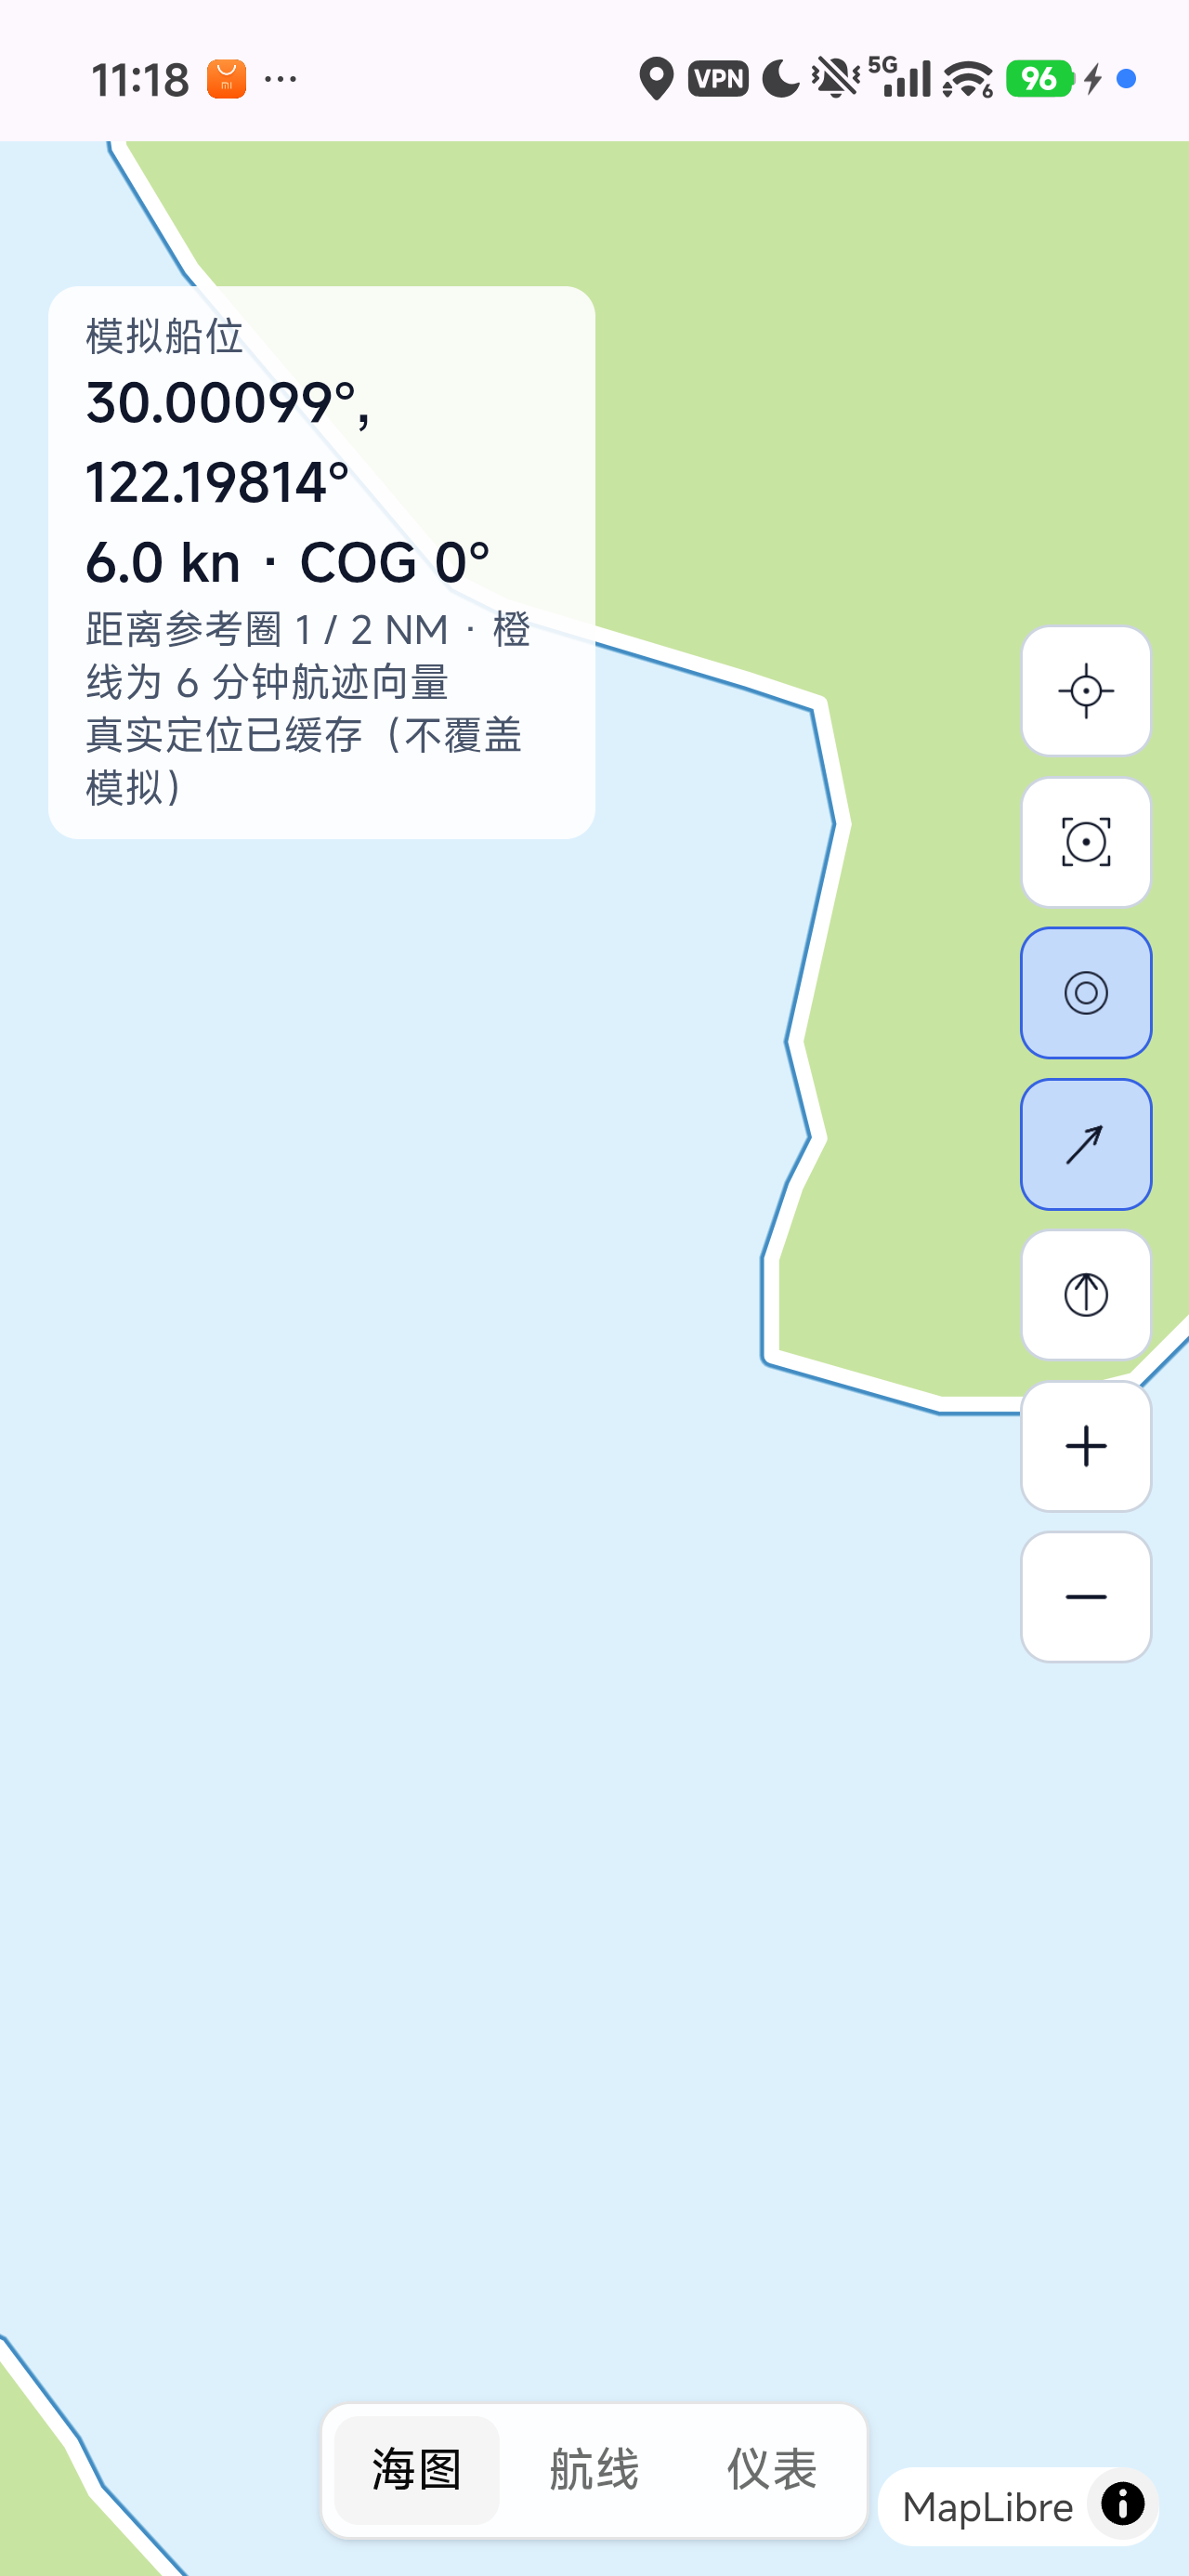 11:18
mi
VPN
5G
6
96
模拟船位
30.00099°,
122.19814°
6.0 kn · COG 0°
距离参考圈 1 / 2 NM · 橙
线为 6 分钟航迹向量
真实定位已缓存（不覆盖
模拟）
海图 航线 仪表
MapLibre